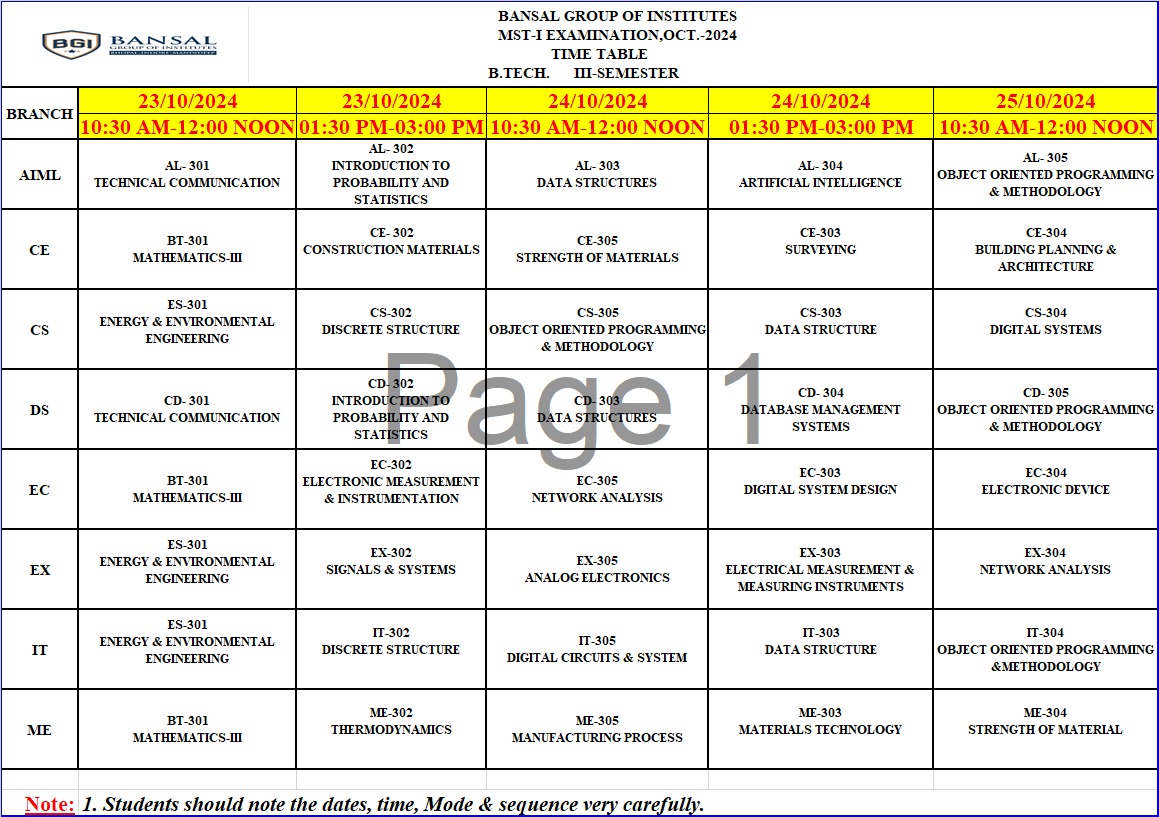 BGI BANSAL
GROUP OF INSTITUTES
BHOPAL INDORE MANDIDEEP
BANSAL GROUP OF INSTITUTES
MST-I EXAMINATION,OCT.-2024
TIME TABLE
B.TECH. III-SEMESTER
BRANCH
23/10/2024 23/10/2024 24/10/2024 24/10/2024 25/10/2024
10:30 AM-12:00 NOON 01:30 PM-03:00 PM 10:30 AM-12:00 NOON 01:30 PM-03:00 PM 10:30 AM-12:00 NOON
AIML
AL- 301
TECHNICAL COMMUNICATION
AL- 302
INTRODUCTION TO
PROBABILITY AND
STATISTICS
AL- 303
DATA STRUCTURES
AL- 304
ARTIFICIAL INTELLIGENCE
AL- 305
OBJECT ORIENTED PROGRAMMING
& METHODOLOGY
CE
BT-301
MATHEMATICS-III
CE- 302
CONSTRUCTION MATERIALS
CE-305
STRENGTH OF MATERIALS
CE-303
SURVEYING
CE-304
BUILDING PLANNING &
ARCHITECTURE
CS
ES-301
ENERGY & ENVIRONMENTAL
ENGINEERING
CS-302
DISCRETE STRUCTURE
CS-305
OBJECT ORIENTED PROGRAMMING
& METHODOLOGY
CS-303
DATA STRUCTURE
CS-304
DIGITAL SYSTEMS
Page 1
DS
CD- 301
TECHNICAL COMMUNICATION
CD- 302
INTRODUCTION TO
PROBABILITY AND
STATISTICS
CD- 303
DATA STRUCTURES
CD- 304
DATABASE MANAGEMENT
SYSTEMS
CD- 305
OBJECT ORIENTED PROGRAMMING
& METHODOLOGY
EC
BT-301
MATHEMATICS-III
EC-302
ELECTRONIC MEASUREMENT
& INSTRUMENTATION
EC-305
NETWORK ANALYSIS
EC-303
DIGITAL SYSTEM DESIGN
EC-304
ELECTRONIC DEVICE
EX
ES-301
ENERGY & ENVIRONMENTAL
ENGINEERING
EX-302
SIGNALS & SYSTEMS
EX-305
ANALOG ELECTRONICS
EX-303
ELECTRICAL MEASUREMENT &
MEASURING INSTRUMENTS
EX-304
NETWORK ANALYSIS
IT
ES-301
ENERGY & ENVIRONMENTAL
ENGINEERING
IT-302
DISCRETE STRUCTURE
IT-305
DIGITAL CIRCUITS & SYSTEM
IT-303
DATA STRUCTURE
IT-304
OBJECT ORIENTED PROGRAMMING
&METHODOLOGY
ME
BT-301
MATHEMATICS-III
ME-302
THERMODYNAMICS
ME-305
MANUFACTURING PROCESS
ME-303
MATERIALS TECHNOLOGY
ME-304
STRENGTH OF MATERIAL
Note: 1. Students should note the dates, time, Mode & sequence very carefully.